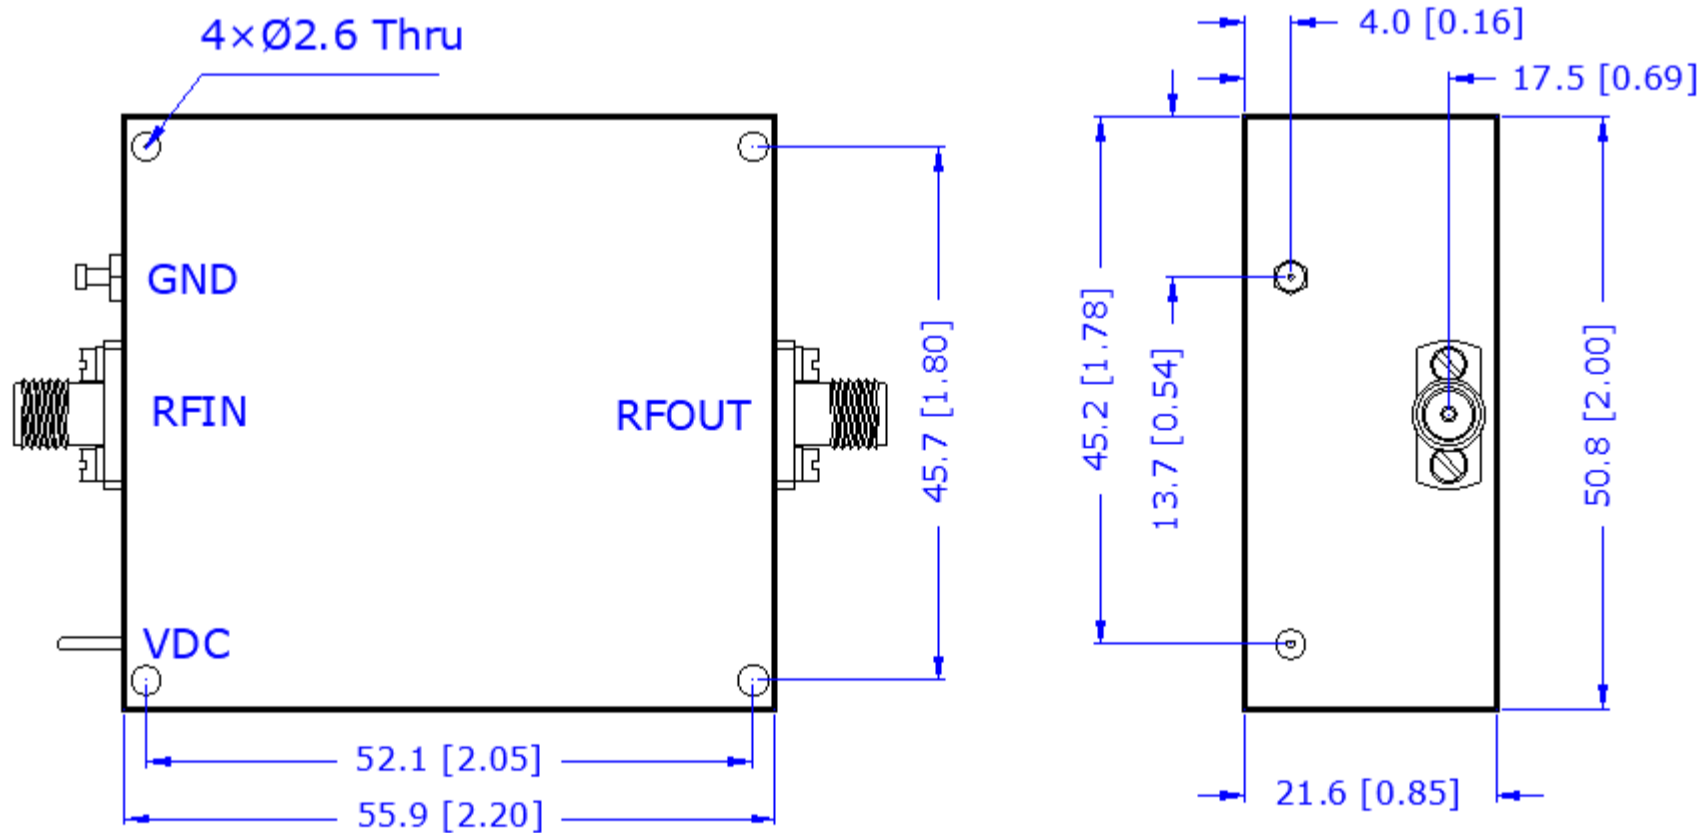 4×Ø2.6 Thru
GND
RFIN
RFOUT
VDC
45.7 [1.80]
52.1 [2.05]
55.9 [2.20]
4.0 [0.16]
17.5 [0.69]
45.2 [1.78]
13.7 [0.54]
50.8 [2.00]
21.6 [0.85]